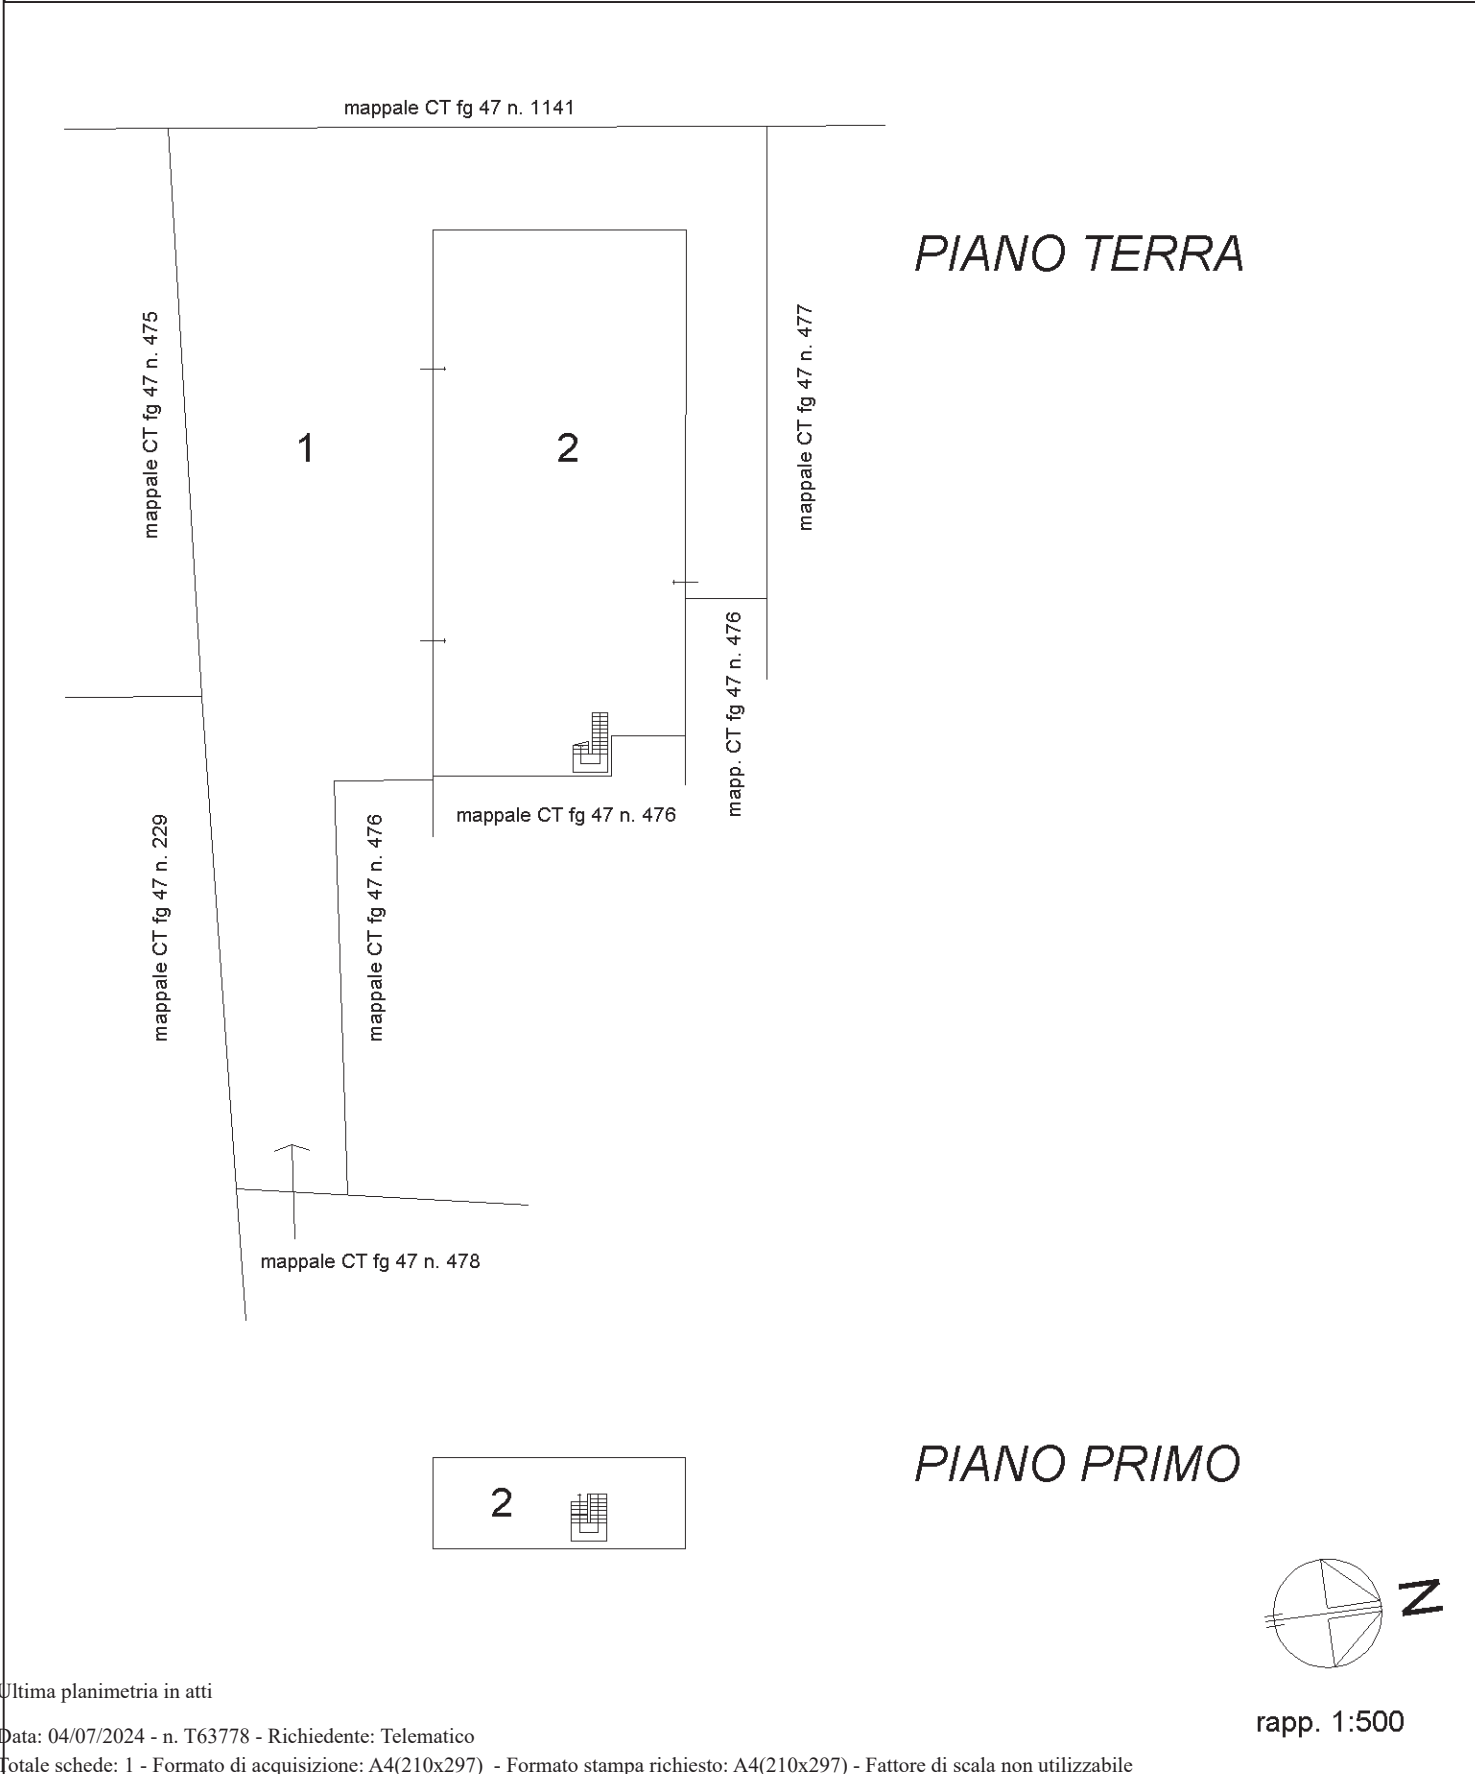 mappale CT fg 47 n. 1141
PIANO TERRA
mappale CT fg 47 n. 475
mappale CT fg 47 n. 477
1
2
mapp. CT fg 47 n. 476
mappale CT fg 47 n. 476
mappale CT fg 47 n. 229
mappale CT fg 47 n. 476
mappale CT fg 47 n. 478
PIANO PRIMO
2
N
rapp. 1:500
Ultima planimetria in atti
Data: 04/07/2024 - n. T63778 - Richiedente: Telematico
Totale schede: 1 - Formato di acquisizione: A4(210x297) - Formato stampa richiesto: A4(210x297) - Fattore di scala non utilizzabile